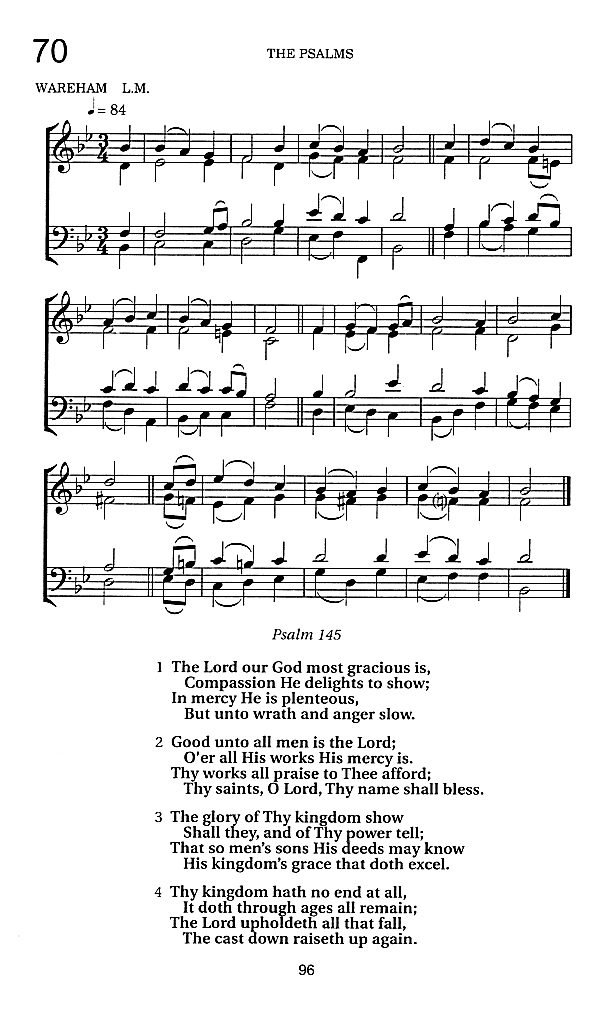 70
THE PSALMS
WAREHAM L.M.
♩= 84
Psalm 145
1 The Lord our God most gracious is,
Compassion He delights to show;
In mercy He is plenteous,
But unto wrath and anger slow.
2 Good unto all men is the Lord;
O'er all His works His mercy is.
Thy works all praise to Thee afford;
Thy saints, O Lord, Thy name shall bless.
3 The glory of Thy kingdom show
Shall they, and of Thy power tell;
That so men's sons His deeds may know
His kingdom's grace that doth excel.
4 Thy kingdom hath no end at all,
It doth through ages all remain;
The Lord upholdeth all that fall,
The cast down raiseth up again.
96